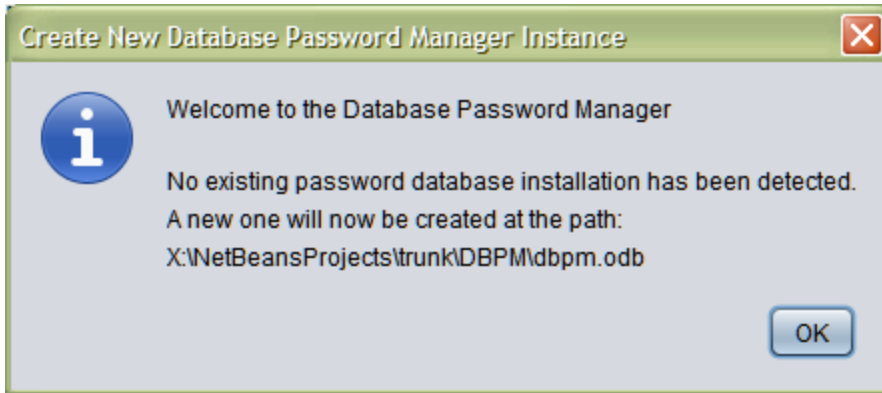 Create New Database Password Manager Instance
Welcome to the Database Password Manager
No existing password database installation has been detected.
A new one will now be created at the path:
X:\NetBeansProjects\trunk\DBPM\dbpm.odb
OK